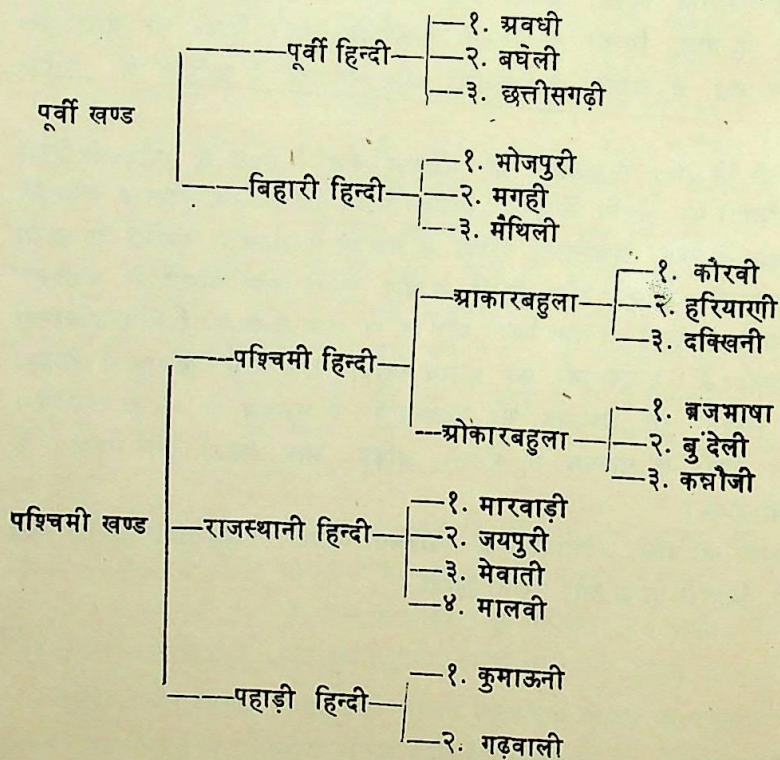 १. अवधी
पूर्वी हिन्दी
२. बघेली
३. छत्तीसगढ़ी
पूर्वी खण्ड
१. भोजपुरी
बिहारी हिन्दी
२. मगही
३. मैथिली
१. कौरवी
आकारबहुला
२. हरियाणी
३. दक्खिनी
पश्चिमी हिन्दी
१. ब्रजभाषा
ओकारबहुला
२. बुंदेली
३. कन्नौजी
पश्चिमी खण्ड
१. मारवाड़ी
राजस्थानी हिन्दी
२. जयपुरी
३. मेवाती
४. मालवी
१. कुमाऊनी
पहाड़ी हिन्दी
२. गढ़वाली